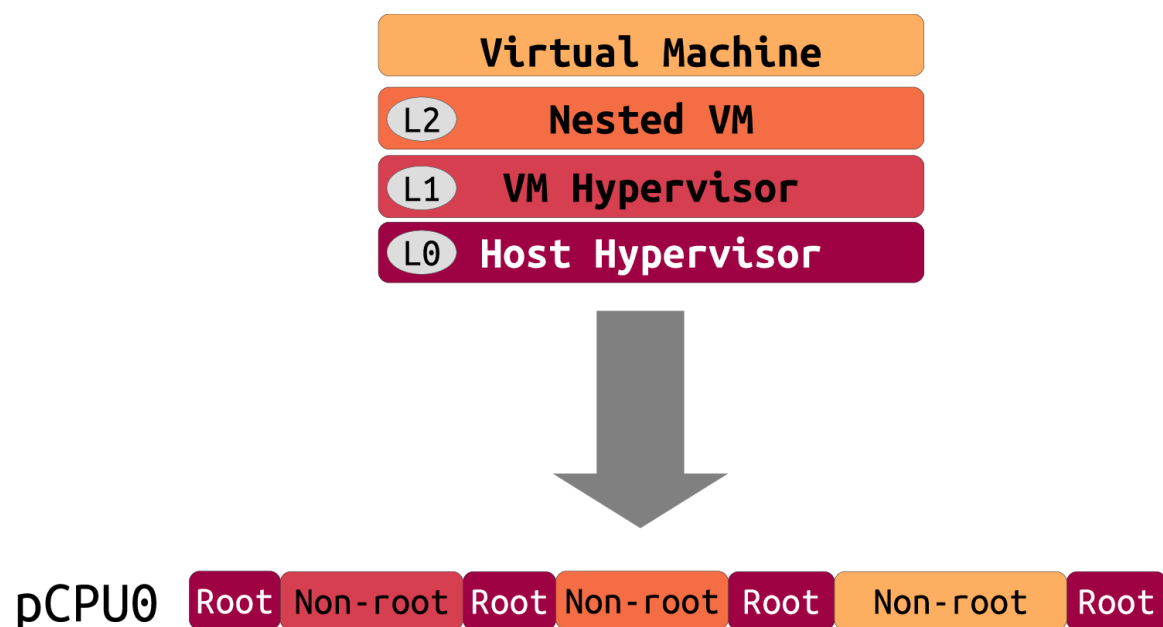 Virtual Machine
L2 Nested VM
L1 VM Hypervisor
L0 Host Hypervisor
pCPU0 Root Non-root Root Non-root Root Non-root Root